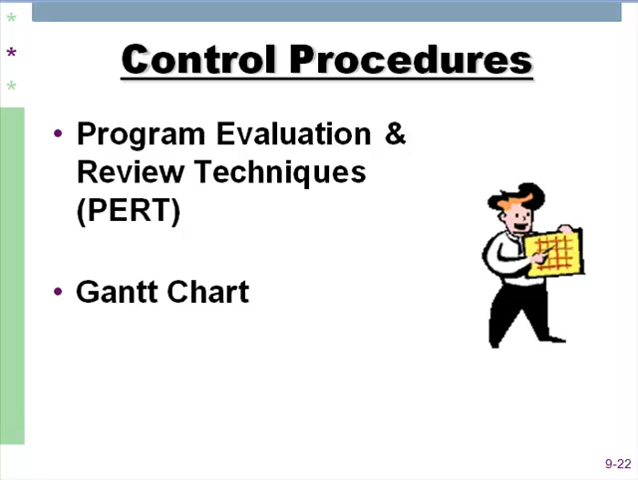 *
*
*
Control Procedures
• Program Evaluation &
Review Techniques
(PERT)
• Gantt Chart
9-22